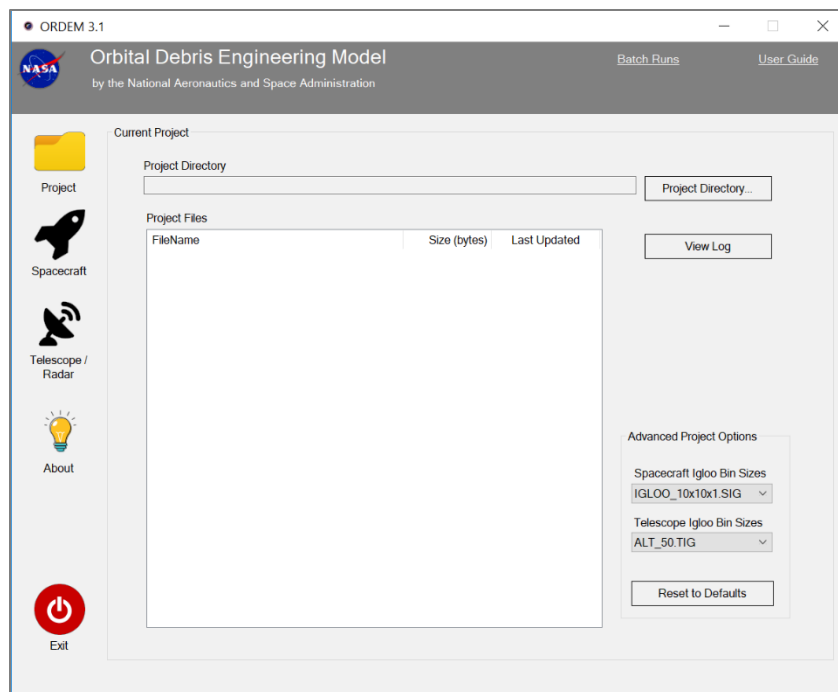 ORDEM 3.1
NASA
Orbital Debris Engineering Model
by the National Aeronautics and Space Administration
Batch Runs
User Guide
Project
Spacecraft
Telescope /
Radar
About
Exit
Current Project
Project Directory
Project Directory...
Project Files
FileName
Size (bytes)
Last Updated
View Log
Advanced Project Options
Spacecraft Igloo Bin Sizes
IGLOO_10x10x1.SIG
Telescope Igloo Bin Sizes
ALT_50.TIG
Reset to Defaults